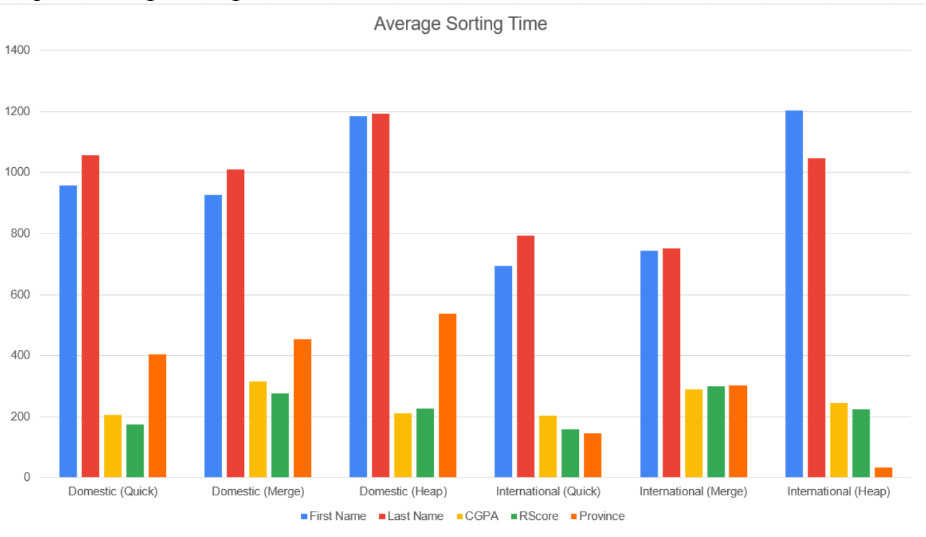 Average Sorting Time
1400
1200
1000
800
600
400
200
0
Domestic (Quick) Domestic (Merge) Domestic (Heap) International (Quick) International (Merge) International (Heap)
First Name Last Name CGPA RScore Province